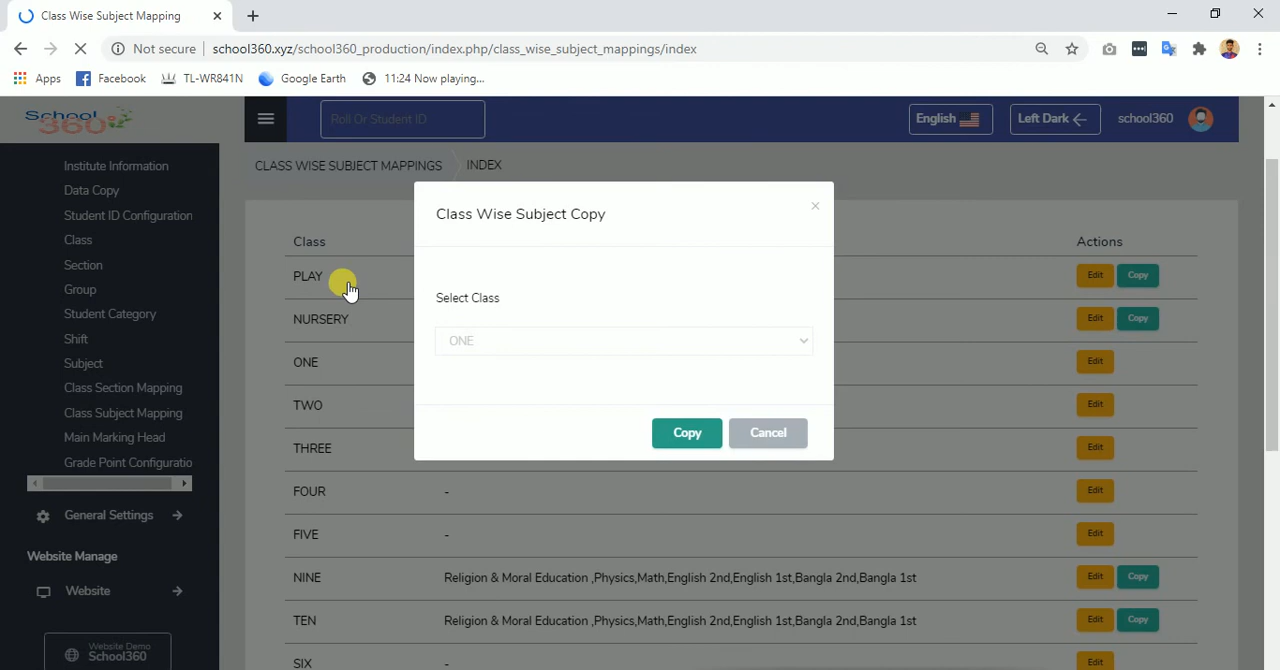 Class Wise Subject Mapping
Not secure school360.xyz/school360_production/index.php/class_wise_subject_mappings/index
Apps Facebook TL-WR841N Google Earth 11:24 Now playing...
School 360
Roll Or Student ID
English Left Dark school360
CLASS WISE SUBJECT MAPPINGS INDEX
Institute Information
Data Copy
Student ID Configuration
Class
Section
Group
Student Category
Shift
Subject
Class Section Mapping
Class Subject Mapping
Main Marking Head
Grade Point Configuratio
General Settings
Website Manage
Website
Website Demo
School360
Class Actions
PLAY Edit Copy
NURSERY Edit Copy
ONE Edit
TWO Edit
THREE Edit
FOUR - Edit
FIVE - Edit
NINE Religion & Moral Education ,Physics,Math,English 2nd,English 1st,Bangla 2nd,Bangla 1st Edit Copy
TEN Religion & Moral Education ,Physics,Math,English 2nd,English 1st,Bangla 2nd,Bangla 1st Edit Copy
SIX - Edit
Class Wise Subject Copy ×
Select Class
ONE
Copy Cancel